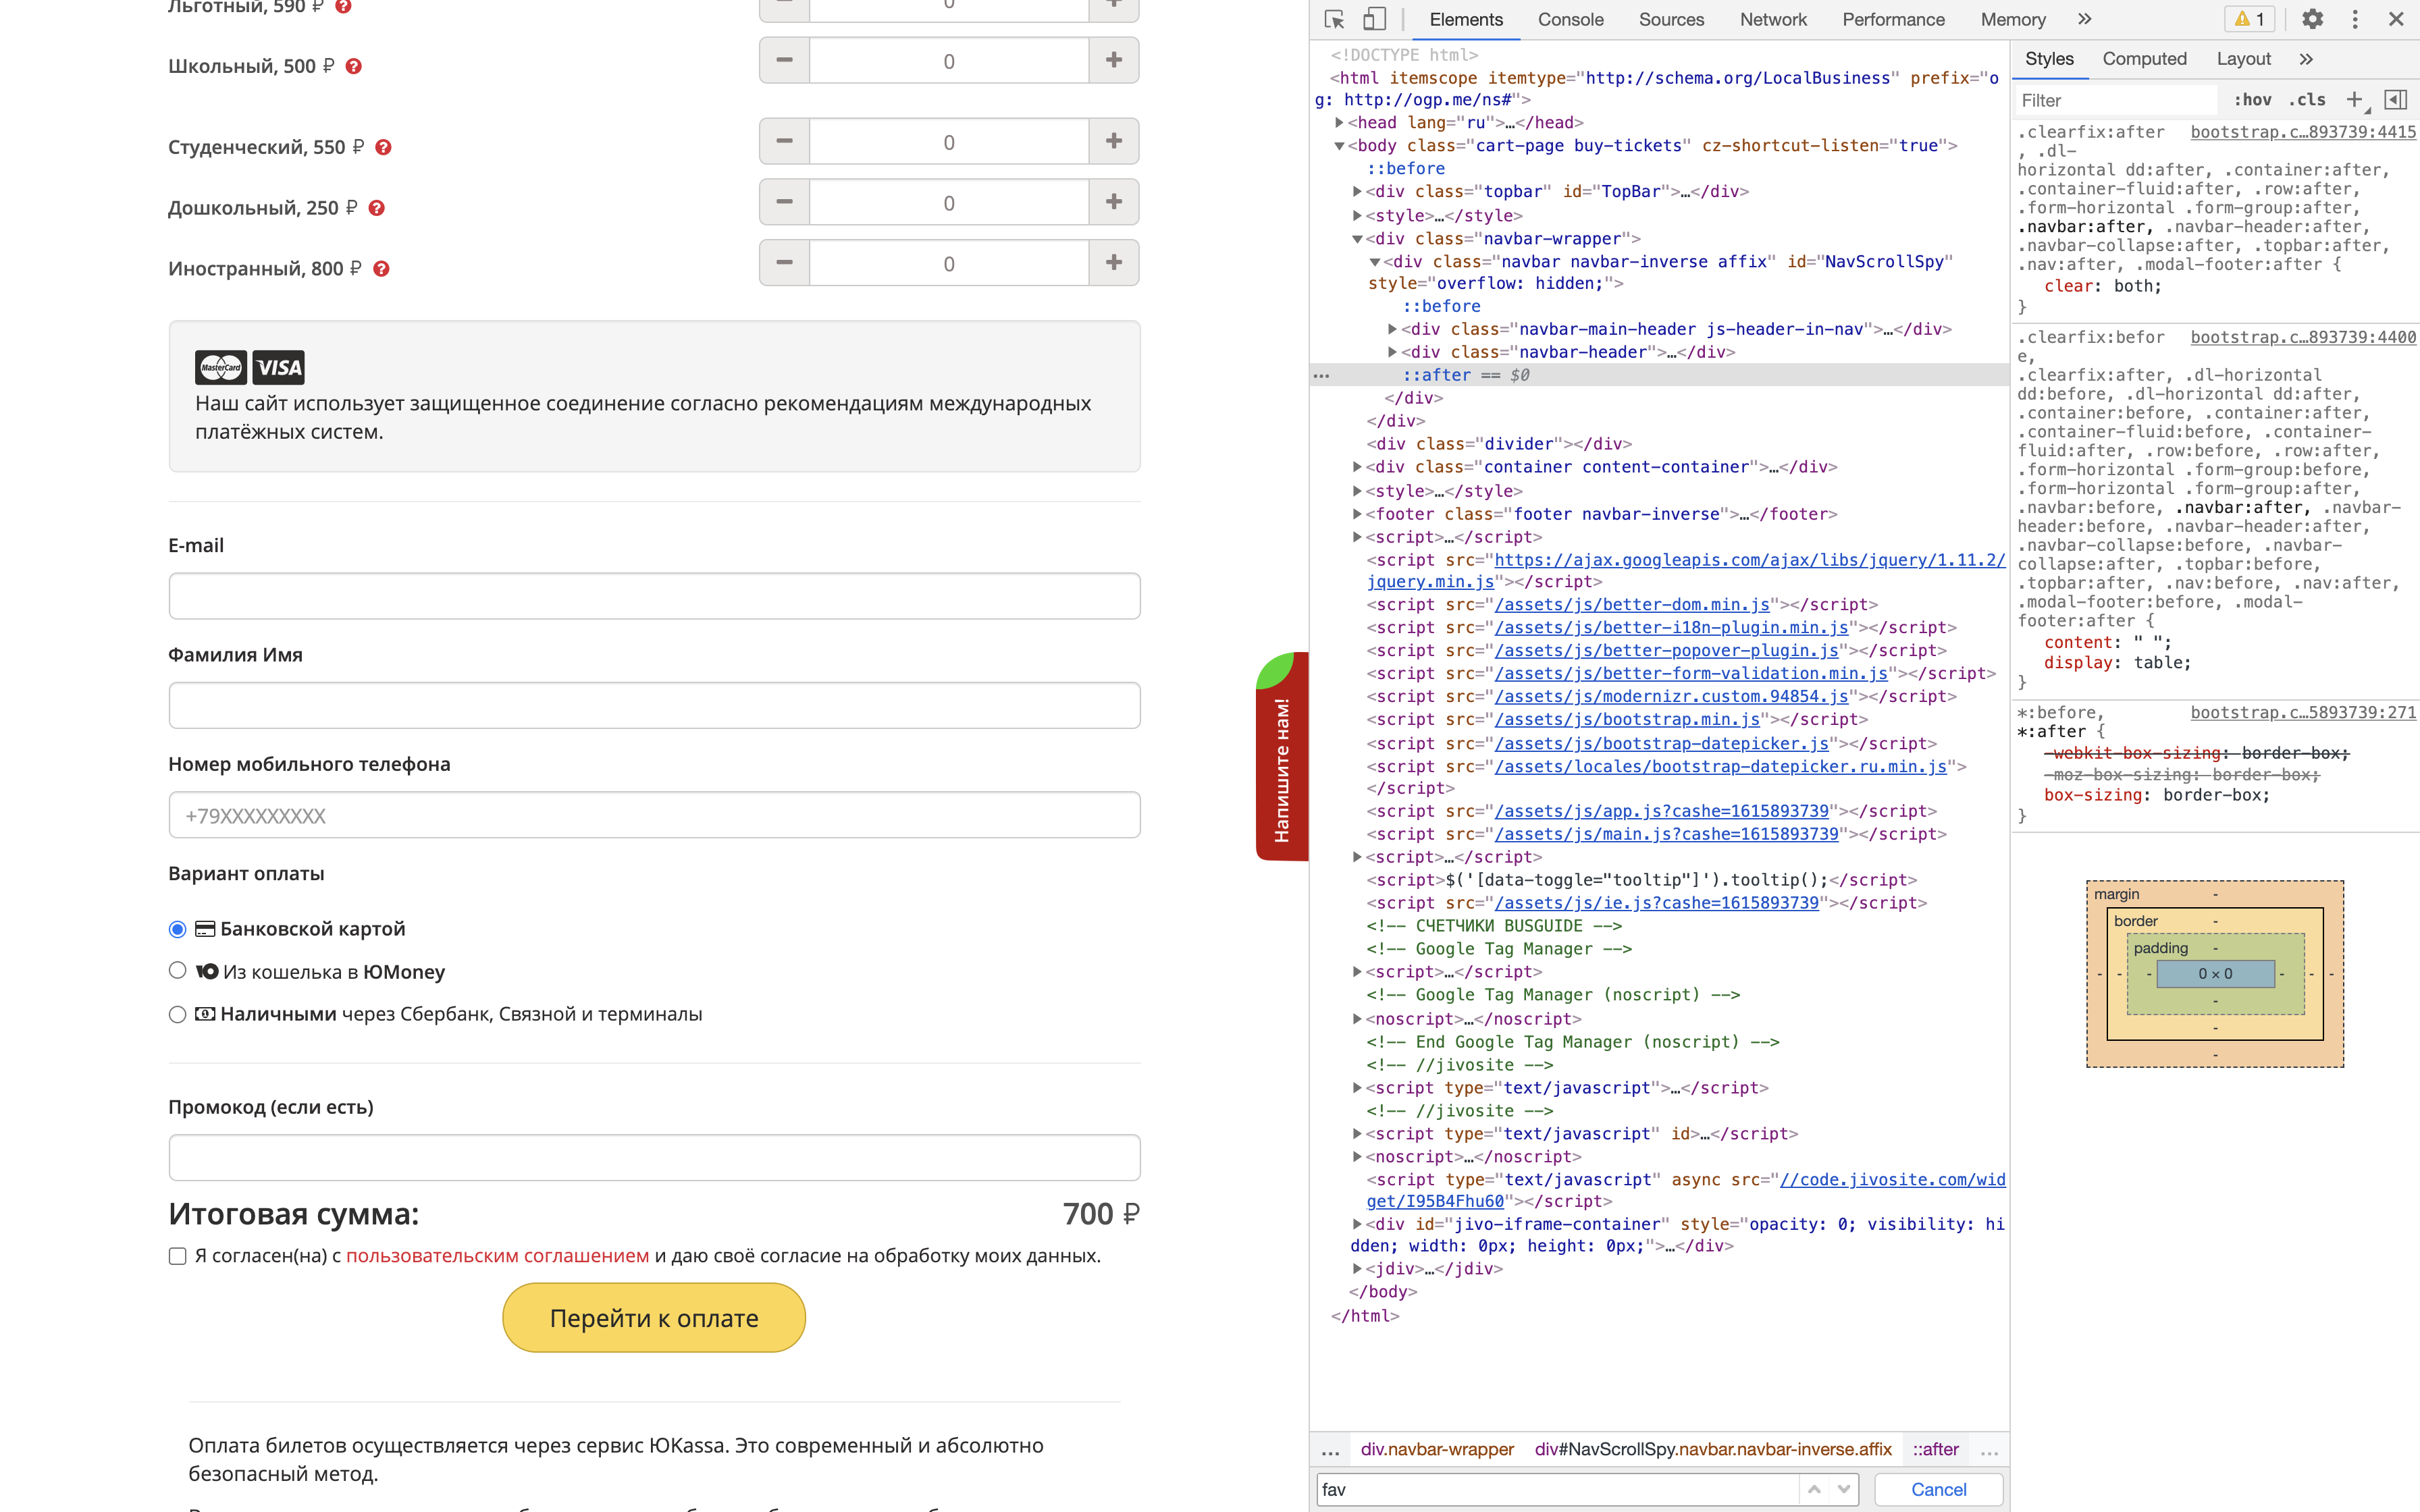 Льготный, 590 ₽ ?
0
Школьный, 500 ₽ ?
0
Студенческий, 550 ₽ ?
0
Дошкольный, 250 ₽ ?
0
Иностранный, 800 ₽ ?
0
MasterCard VISA
Наш сайт использует защищенное соединение согласно рекомендациям международных
платёжных систем.
E-mail
Фамилия Имя
Номер мобильного телефона
+79XXXXXXXXX
Вариант оплаты
Банковской картой
Из кошелька в ЮMoney
Наличными через Сбербанк, Связной и терминалы
Промокод (если есть)
Итоговая сумма: 700 ₽
Я согласен(на) с пользовательским соглашением и даю своё согласие на обработку моих данных.
Перейти к оплате
Оплата билетов осуществляется через сервис ЮKassa. Это современный и абсолютно
безопасный метод.
Напишите нам!
Elements Console Sources Network Performance Memory » 1
<!DOCTYPE html>
<html itemscope itemtype="http://schema.org/LocalBusiness" prefix="o
g: http://ogp.me/ns#">
<head lang="ru">…</head>
<body class="cart-page buy-tickets" cz-shortcut-listen="true">
::before
<div class="topbar" id="TopBar">…</div>
<style>…</style>
<div class="navbar-wrapper">
<div class="navbar navbar-inverse affix" id="NavScrollSpy"
style="overflow: hidden;">
::before
<div class="navbar-main-header js-header-in-nav">…</div>
<div class="navbar-header">…</div>
… ::after == $0
</div>
</div>
<div class="divider"></div>
<div class="container content-container">…</div>
<style>…</style>
<footer class="footer navbar-inverse">…</footer>
<script>…</script>
<script src="https://ajax.googleapis.com/ajax/libs/jquery/1.11.2/
jquery.min.js"></script>
<script src="/assets/js/better-dom.min.js"></script>
<script src="/assets/js/better-i18n-plugin.min.js"></script>
<script src="/assets/js/better-popover-plugin.js"></script>
<script src="/assets/js/better-form-validation.min.js"></script>
<script src="/assets/js/modernizr.custom.94854.js"></script>
<script src="/assets/js/bootstrap.min.js"></script>
<script src="/assets/js/bootstrap-datepicker.js"></script>
<script src="/assets/locales/bootstrap-datepicker.ru.min.js">
</script>
<script src="/assets/js/app.js?cashe=1615893739"></script>
<script src="/assets/js/main.js?cashe=1615893739"></script>
<script>…</script>
<script>$('[data-toggle="tooltip"]').tooltip();</script>
<script src="/assets/js/ie.js?cashe=1615893739"></script>
<!-- СЧЕТЧИКИ BUSGUIDE -->
<!-- Google Tag Manager -->
<script>…</script>
<!-- Google Tag Manager (noscript) -->
<noscript>…</noscript>
<!-- End Google Tag Manager (noscript) -->
<!-- //jivosite -->
<script type="text/javascript">…</script>
<!-- //jivosite -->
<script type="text/javascript" id>…</script>
<noscript>…</noscript>
<script type="text/javascript" async src="//code.jivosite.com/wid
get/I95B4Fhu60"></script>
<div id="jivo-iframe-container" style="opacity: 0; visibility: hi
dden; width: 0px; height: 0px;">…</div>
<jdiv>…</jdiv>
</body>
</html>
… div.navbar-wrapper div#NavScrollSpy.navbar.navbar-inverse.affix ::after …
fav Cancel
Styles Computed Layout »
Filter :hov .cls +
.clearfix:after bootstrap.c…893739:4415
, .dl-
horizontal dd:after, .container:after,
.container-fluid:after, .row:after,
.form-horizontal .form-group:after,
.navbar:after, .navbar-header:after,
.navbar-collapse:after, .topbar:after,
.nav:after, .modal-footer:after {
clear: both;
}
.clearfix:befor bootstrap.c…893739:4400
e,
.clearfix:after, .dl-horizontal
dd:before, .dl-horizontal dd:after,
.container:before, .container:after,
.container-fluid:before, .container-
fluid:after, .row:before, .row:after,
.form-horizontal .form-group:before,
.form-horizontal .form-group:after,
.navbar:before, .navbar:after, .navbar-
header:before, .navbar-header:after,
.navbar-collapse:before, .navbar-
collapse:after, .topbar:before,
.topbar:after, .nav:before, .nav:after,
.modal-footer:before, .modal-
footer:after {
content: " ";
display: table;
}
*:before, bootstrap.c…5893739:271
*:after {
-webkit-box-sizing: border-box;
-moz-box-sizing: border-box;
box-sizing: border-box;
}
margin -
border -
padding -
- - - 0 × 0 - - -
-
-
-